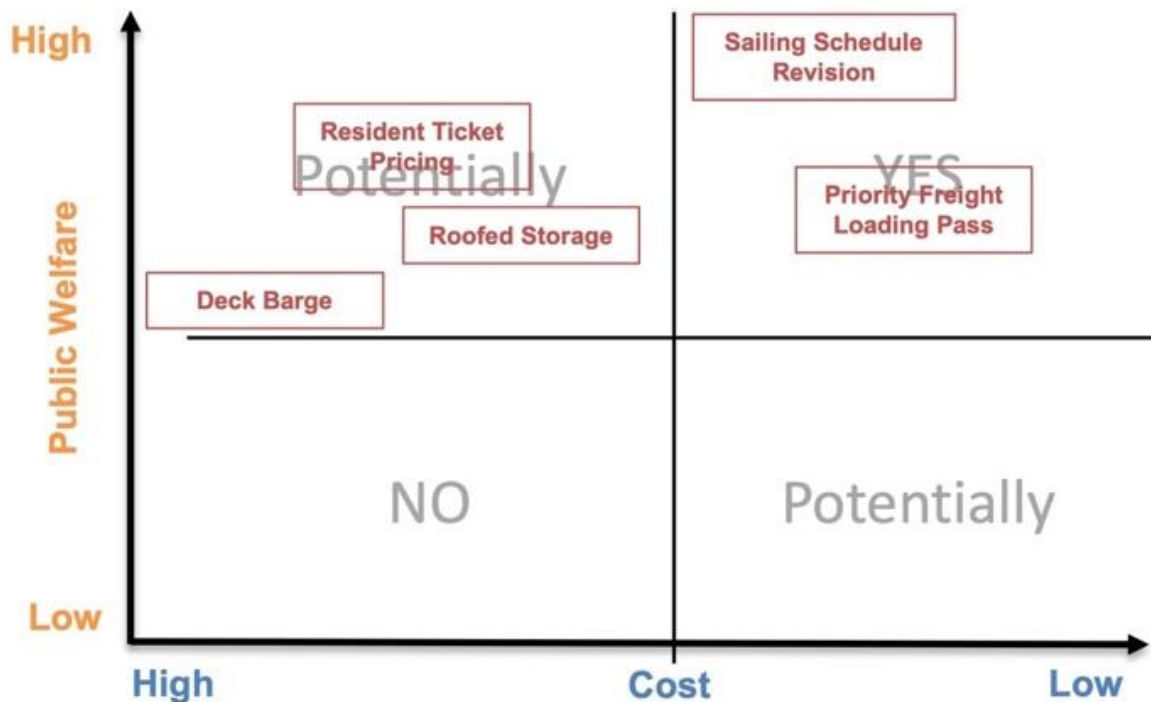 High
Sailing Schedule
Revision
Resident Ticket
Pricing
Potentially
YES
Priority Freight
Loading Pass
Roofed Storage
Deck Barge
Public Welfare
NO
Potentially
Low
High
Cost
Low